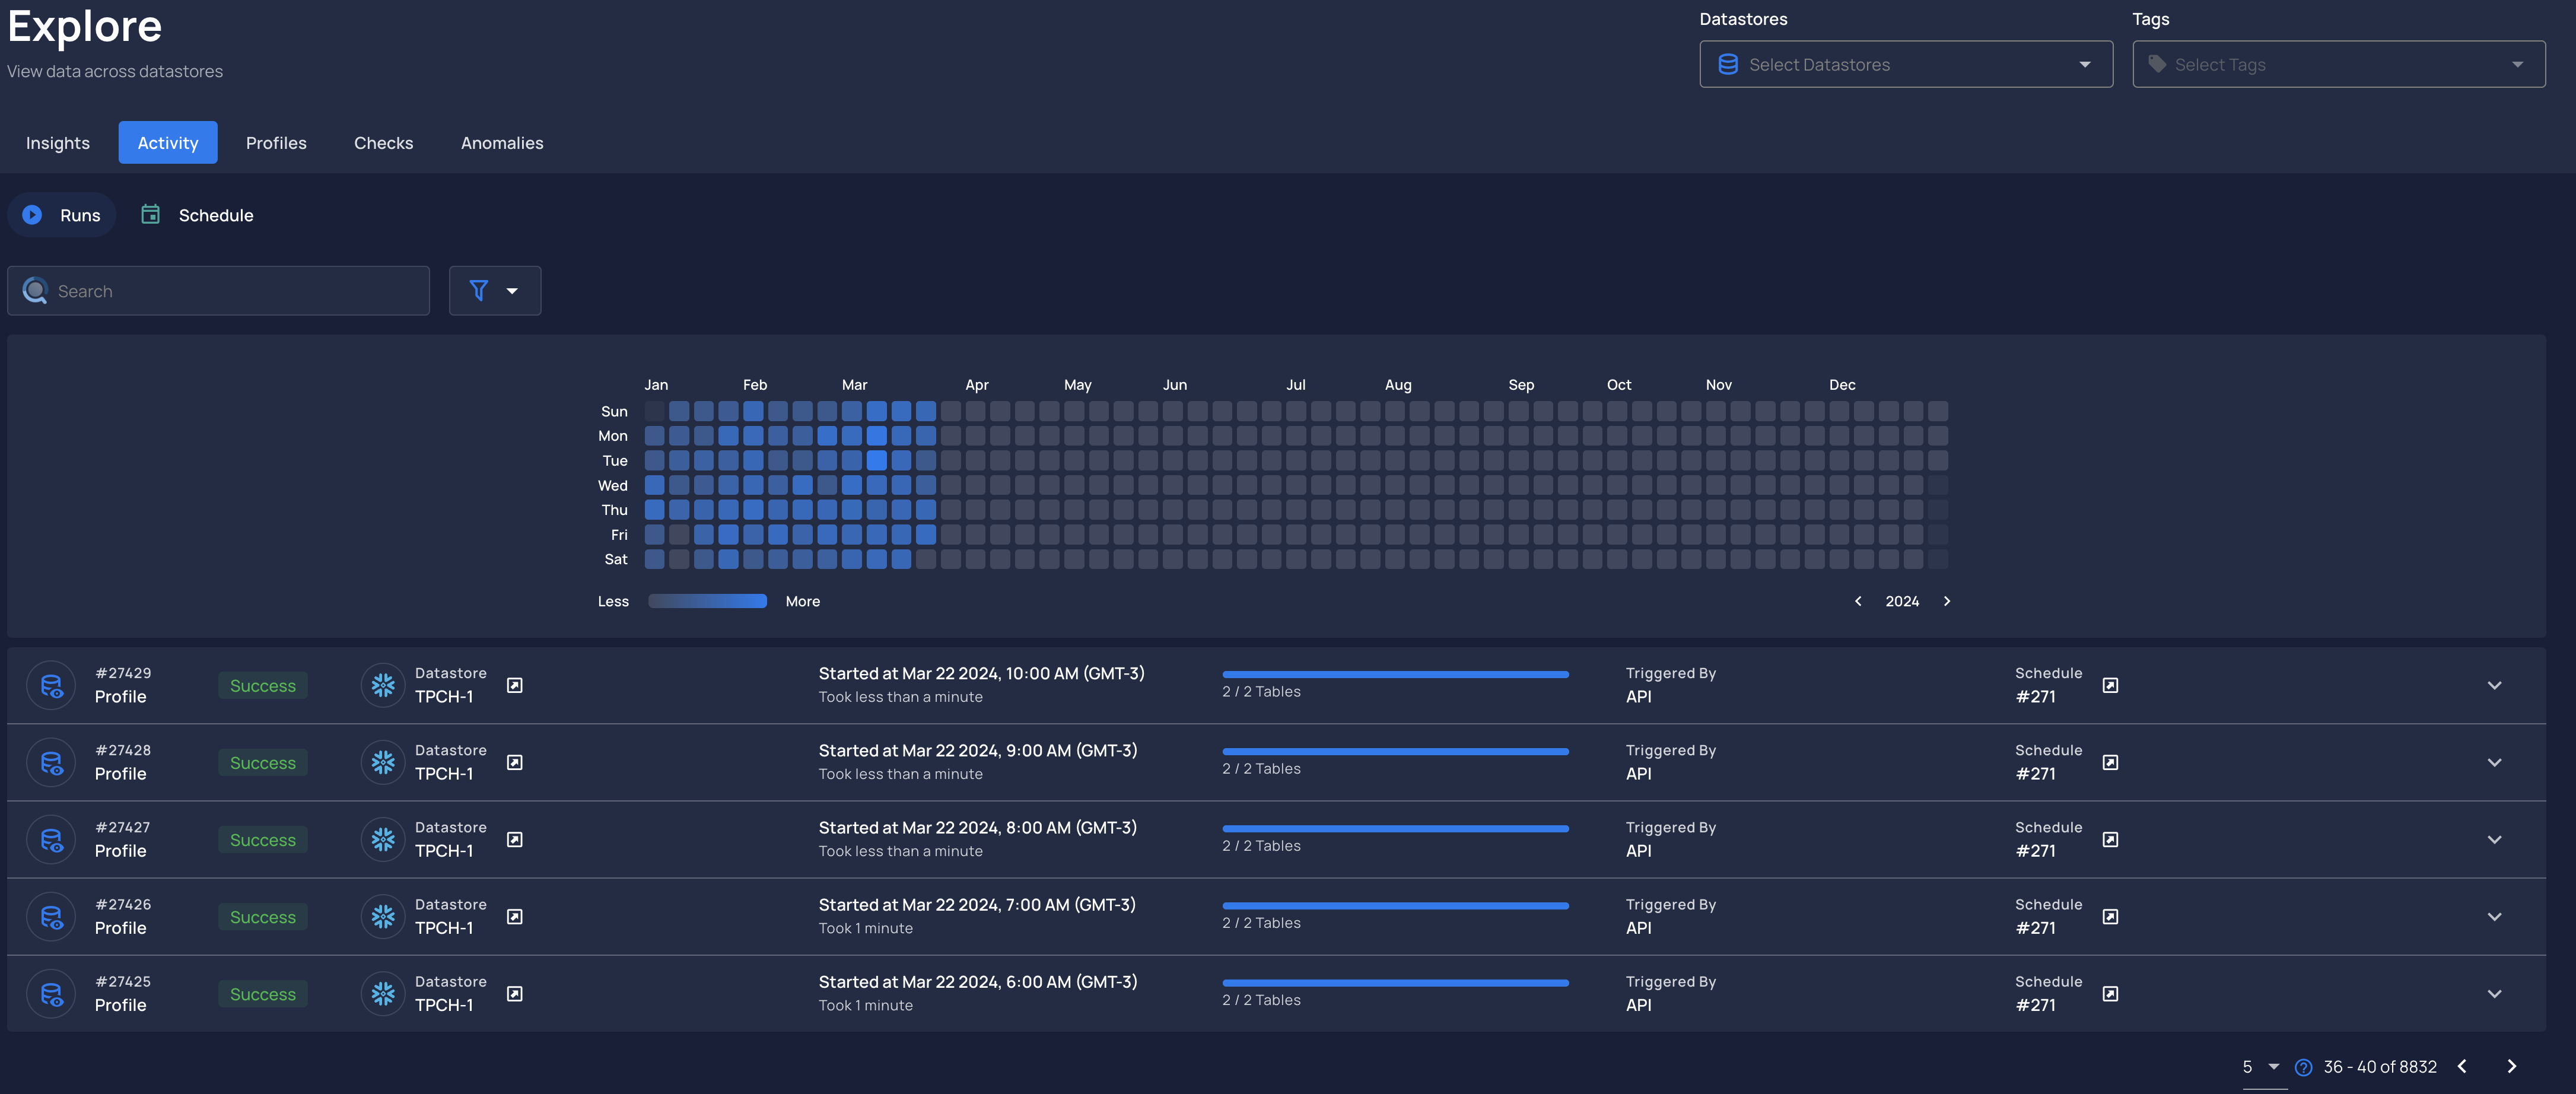 Explore
View data across datastores
Datastores
Select Datastores
Tags
Select Tags
Insights Activity Profiles Checks Anomalies
Runs Schedule
Search
Jan Feb Mar Apr May Jun Jul Aug Sep Oct Nov Dec
Sun
Mon
Tue
Wed
Thu
Fri
Sat
Less More 2024
#27429 Datastore Started at Mar 22 2024, 10:00 AM (GMT-3) Triggered By Schedule
Profile Success TPCH-1 Took less than a minute 2 / 2 Tables API #271
#27428 Datastore Started at Mar 22 2024, 9:00 AM (GMT-3) Triggered By Schedule
Profile Success TPCH-1 Took less than a minute 2 / 2 Tables API #271
#27427 Datastore Started at Mar 22 2024, 8:00 AM (GMT-3) Triggered By Schedule
Profile Success TPCH-1 Took less than a minute 2 / 2 Tables API #271
#27426 Datastore Started at Mar 22 2024, 7:00 AM (GMT-3) Triggered By Schedule
Profile Success TPCH-1 Took 1 minute 2 / 2 Tables API #271
#27425 Datastore Started at Mar 22 2024, 6:00 AM (GMT-3) Triggered By Schedule
Profile Success TPCH-1 Took 1 minute 2 / 2 Tables API #271
5 ? 36 - 40 of 8832